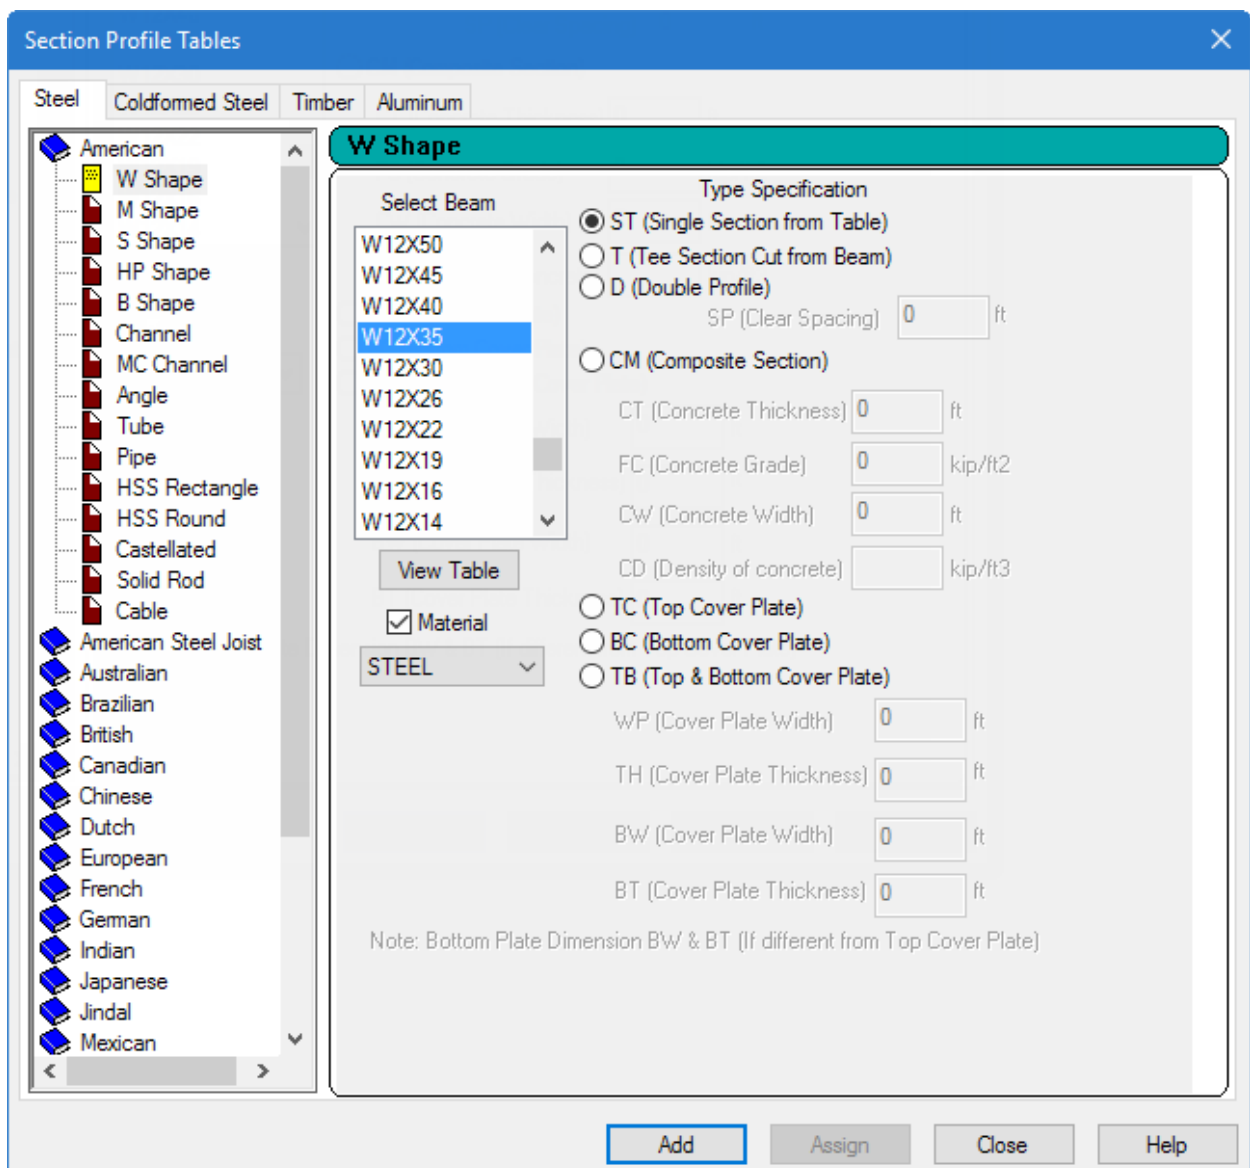 Section Profile Tables
Steel Coldformed Steel Timber Aluminum
American
W Shape
M Shape
S Shape
HP Shape
B Shape
Channel
MC Channel
Angle
Tube
Pipe
HSS Rectangle
HSS Round
Castellated
Solid Rod
Cable
American Steel Joist
Australian
Brazilian
British
Canadian
Chinese
Dutch
European
French
German
Indian
Japanese
Jindal
Mexican
W Shape
Select Beam
W12X50
W12X45
W12X40
W12X35
W12X30
W12X26
W12X22
W12X19
W12X16
W12X14
View Table
Material
STEEL
Type Specification
ST (Single Section from Table)
T (Tee Section Cut from Beam)
D (Double Profile)
SP (Clear Spacing) 0 ft
CM (Composite Section)
CT (Concrete Thickness) 0 ft
FC (Concrete Grade) 0 kip/ft2
CW (Concrete Width) 0 ft
CD (Density of concrete) kip/ft3
TC (Top Cover Plate)
BC (Bottom Cover Plate)
TB (Top & Bottom Cover Plate)
WP (Cover Plate Width) 0 ft
TH (Cover Plate Thickness) 0 ft
BW (Cover Plate Width) 0 ft
BT (Cover Plate Thickness) 0 ft
Note: Bottom Plate Dimension BW & BT (If different from Top Cover Plate)
Add Assign Close Help